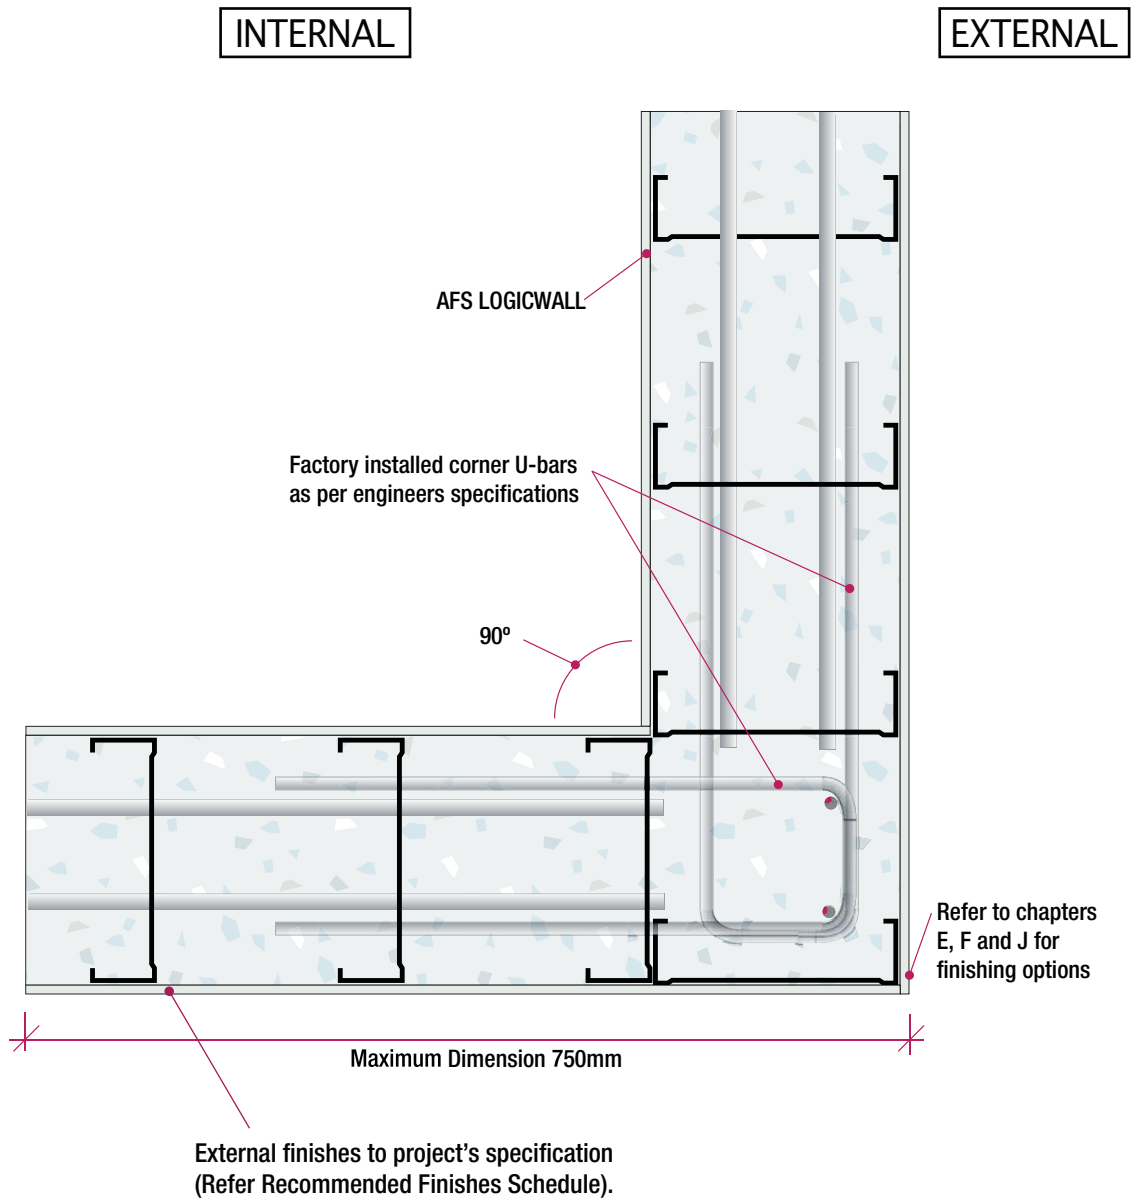 INTERNAL
EXTERNAL
AFS LOGICWALL
Factory installed corner U-bars
as per engineers specifications
90º
Refer to chapters
E, F and J for
finishing options
Maximum Dimension 750mm
External finishes to project’s specification
(Refer Recommended Finishes Schedule).